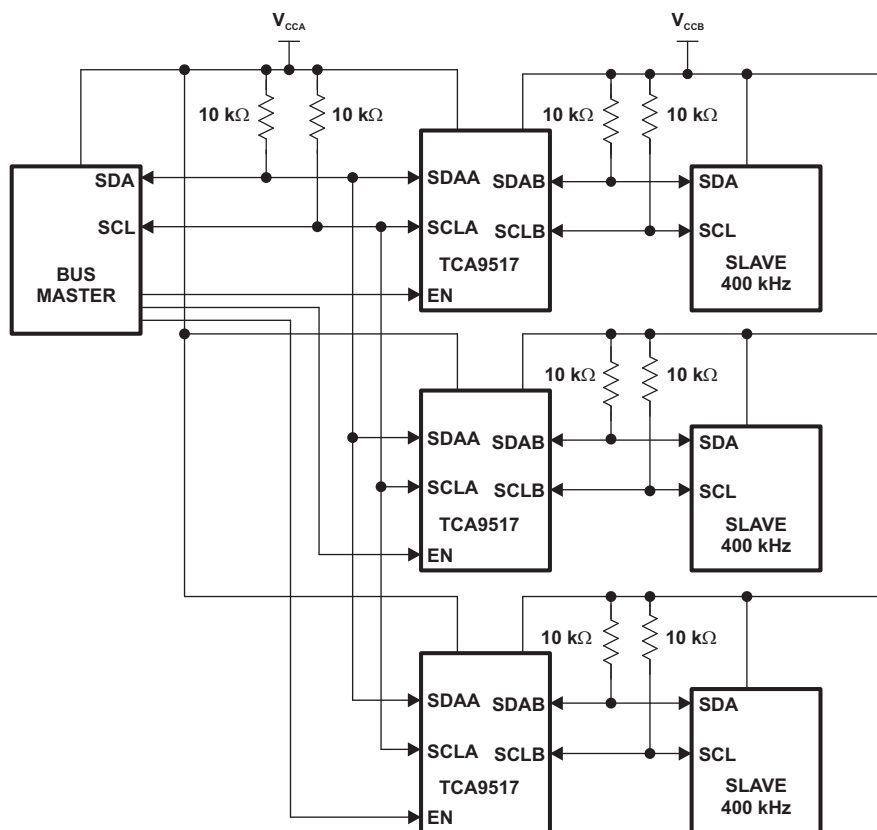 V CCA
V CCB
10 kΩ
10 kΩ
10 kΩ
10 kΩ
SDA
SCL
BUS
MASTER
SDAA
SCLA
SDAB
SCLB
TCA9517
EN
SDA
SCL
SLAVE
400 kHz
10 kΩ
10 kΩ
SDAA
SCLA
SDAB
SCLB
TCA9517
EN
SDA
SCL
SLAVE
400 kHz
10 kΩ
10 kΩ
SDAA
SCLA
SDAB
SCLB
TCA9517
EN
SDA
SCL
SLAVE
400 kHz